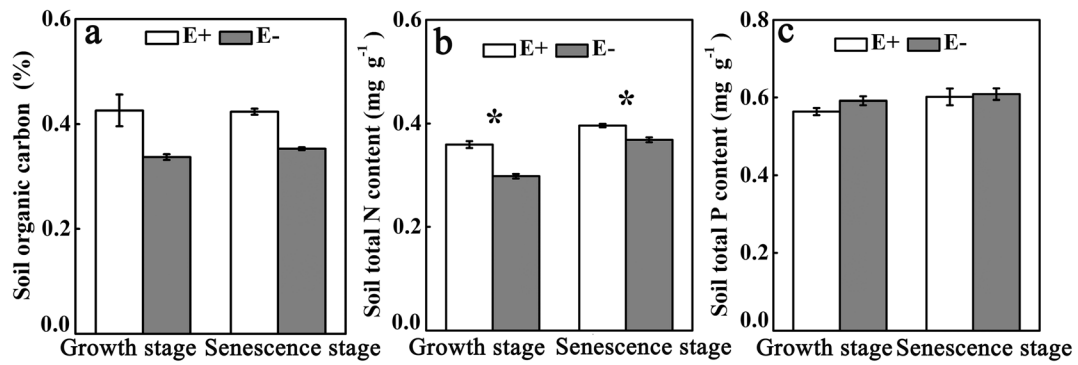 a
E+ E-
Soil organic carbon (%)
0.6
0.4
0.2
0.0
Growth stage Senescence stage
b
E+ E-
Soil total N content (mg g⁻¹)
0.6
0.4
0.2
0.0
*
*
Growth stage Senescence stage
c
E+ E-
Soil total P content (mg g⁻¹)
0.8
0.6
0.4
0.2
0.0
Growth stage Senescence stage